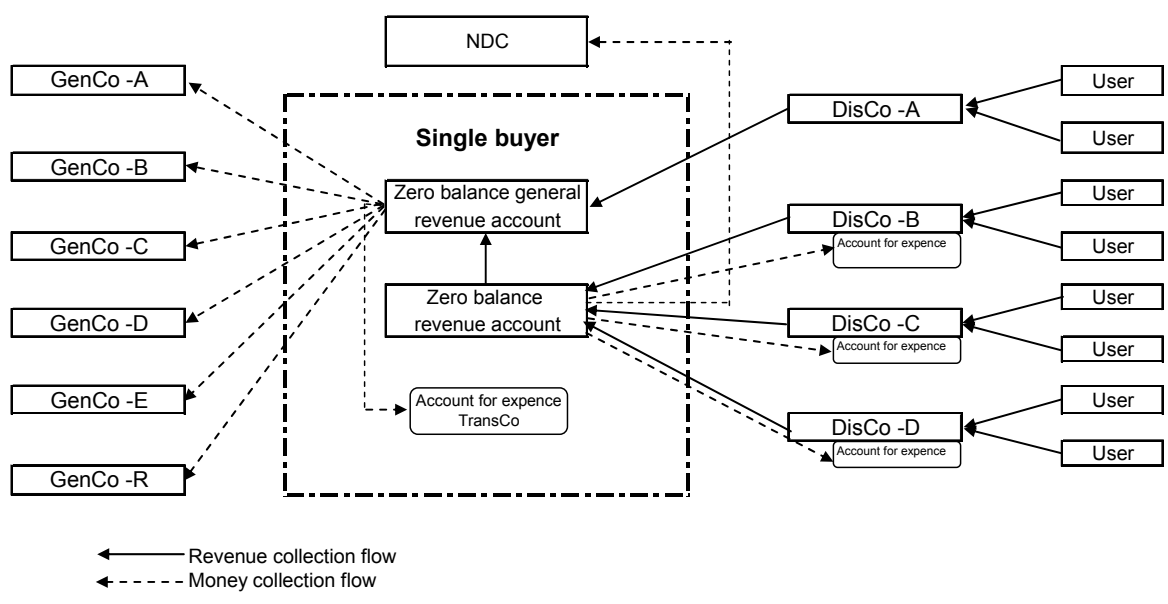 NDC
GenCo -A
GenCo -B
GenCo -C
GenCo -D
GenCo -E
GenCo -R
Single buyer
Zero balance general
revenue account
Zero balance
revenue account
Account for expence
TransCo
DisCo -A
DisCo -B
Account for expence
DisCo -C
Account for expence
DisCo -D
Account for expence
User
User
User
User
User
User
User
User
Revenue collection flow
Money collection flow